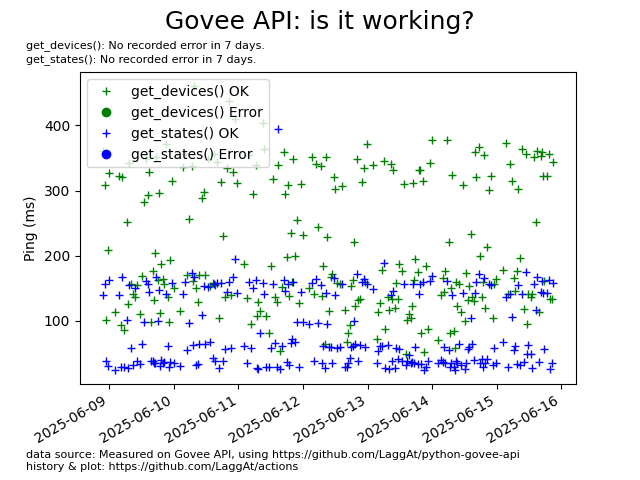 Govee API: is it working?
get_devices(): No recorded error in 7 days.
get_states(): No recorded error in 7 days.
get_devices() OK
get_devices() Error
get_states() OK
get_states() Error
Ping (ms)
400
300
200
100
2025-06-09
2025-06-10
2025-06-11
2025-06-12
2025-06-13
2025-06-14
2025-06-15
2025-06-16
data source: Measured on Govee API, using https://github.com/LaggAt/python-govee-api
history & plot: https://github.com/LaggAt/actions